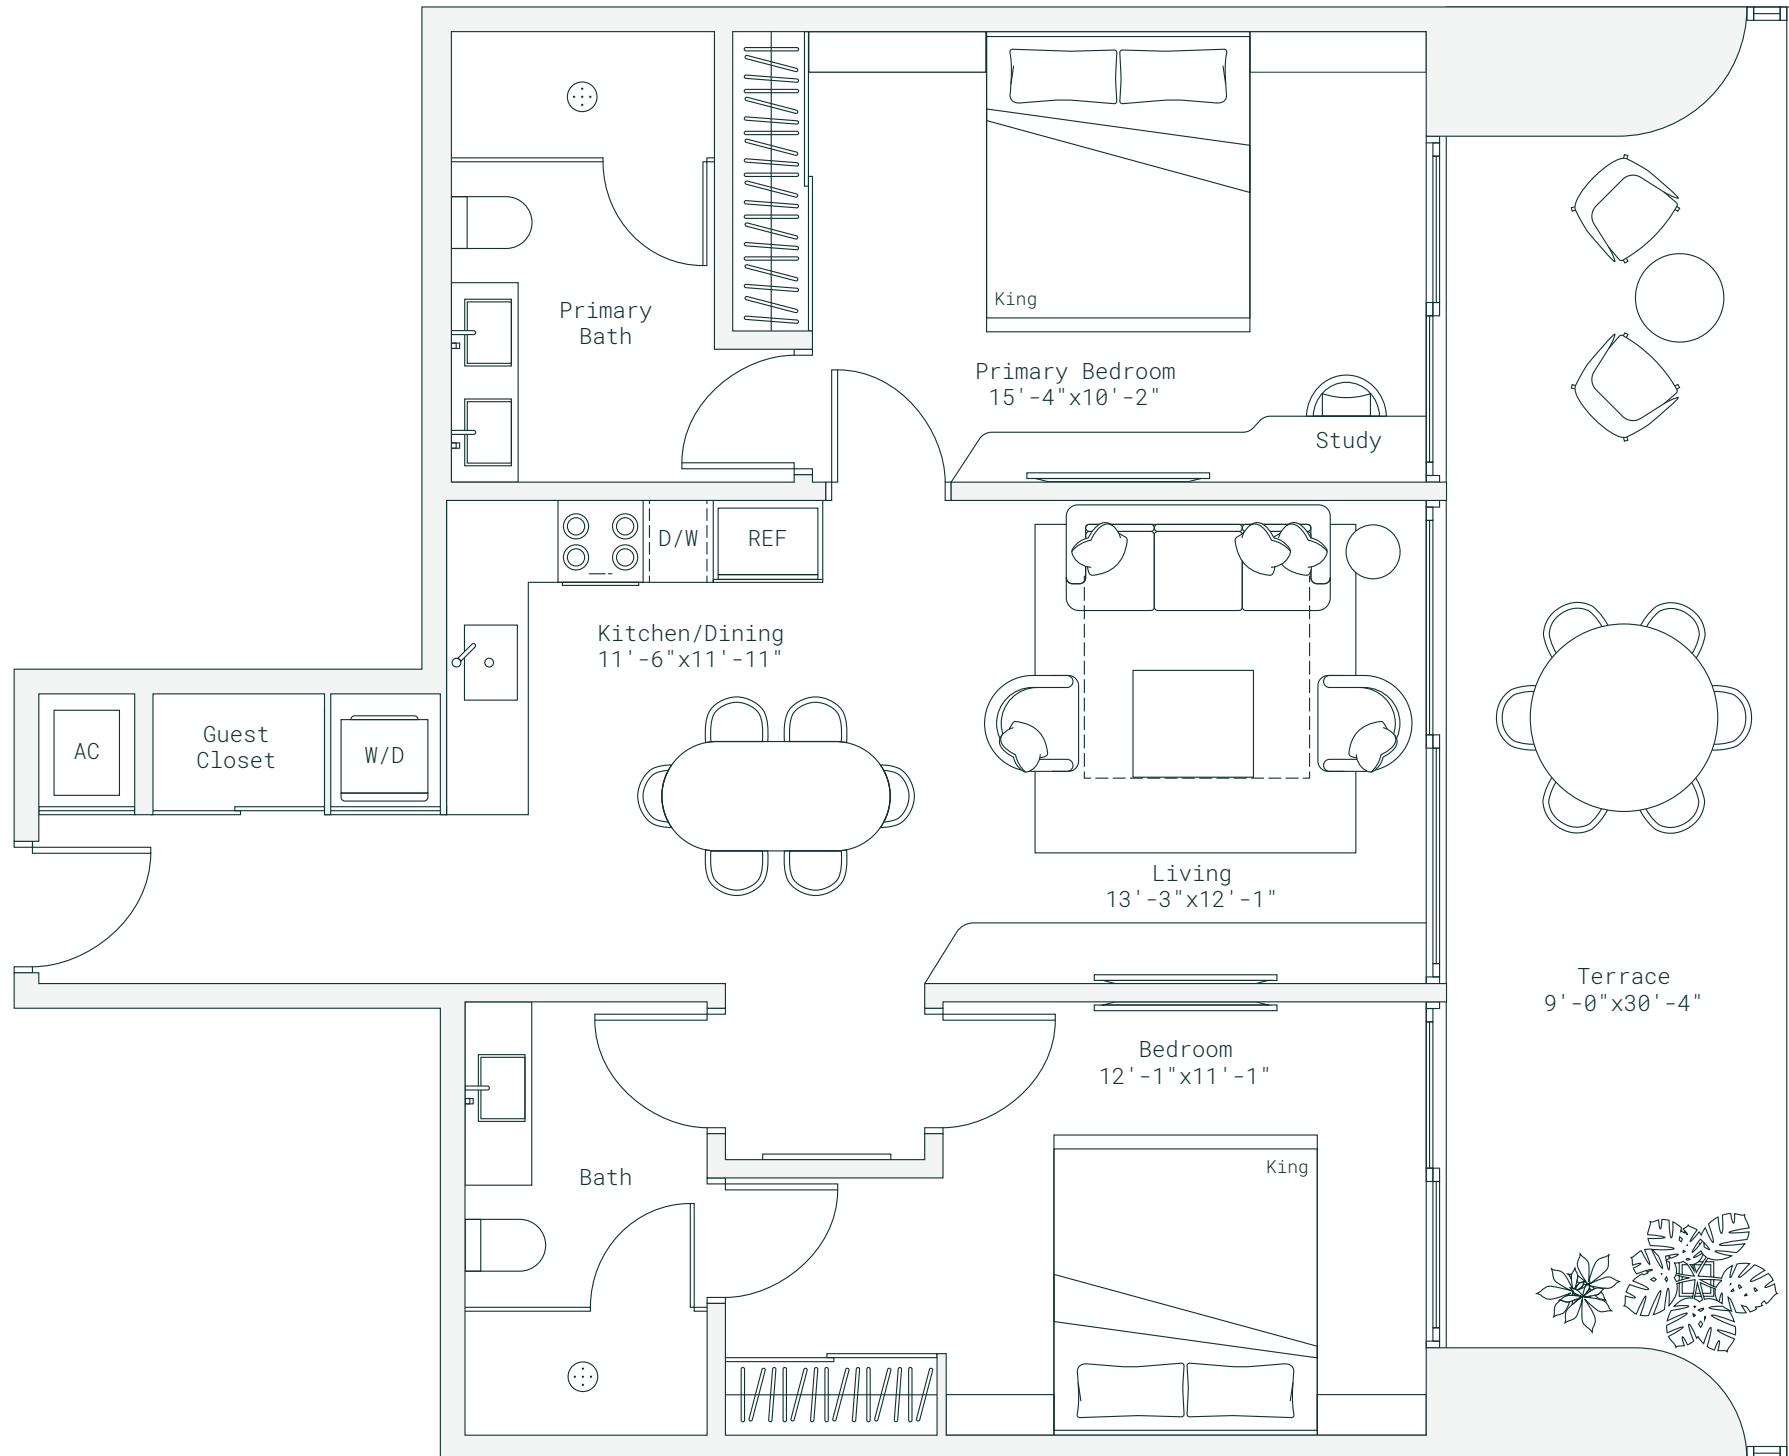 Primary
Bath
King
Primary Bedroom
15'-4"x10'-2"
Study
D/W
REF
Kitchen/Dining
11'-6"x11'-11"
AC
Guest
Closet
W/D
Living
13'-3"x12'-1"
Terrace
9'-0"x30'-4"
Bedroom
12'-1"x11'-1"
Bath
King